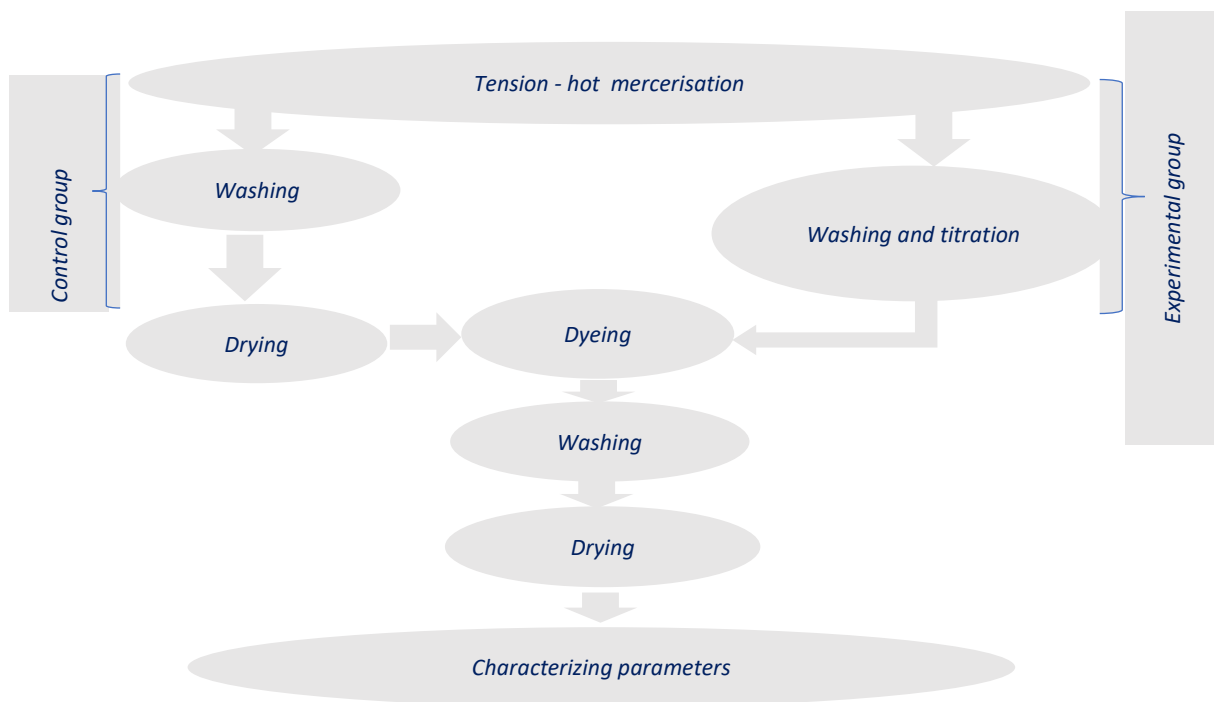 Tension - hot mercerisation
Control group
Experimental group
Washing
Washing and titration
Drying
Dyeing
Washing
Drying
Characterizing parameters